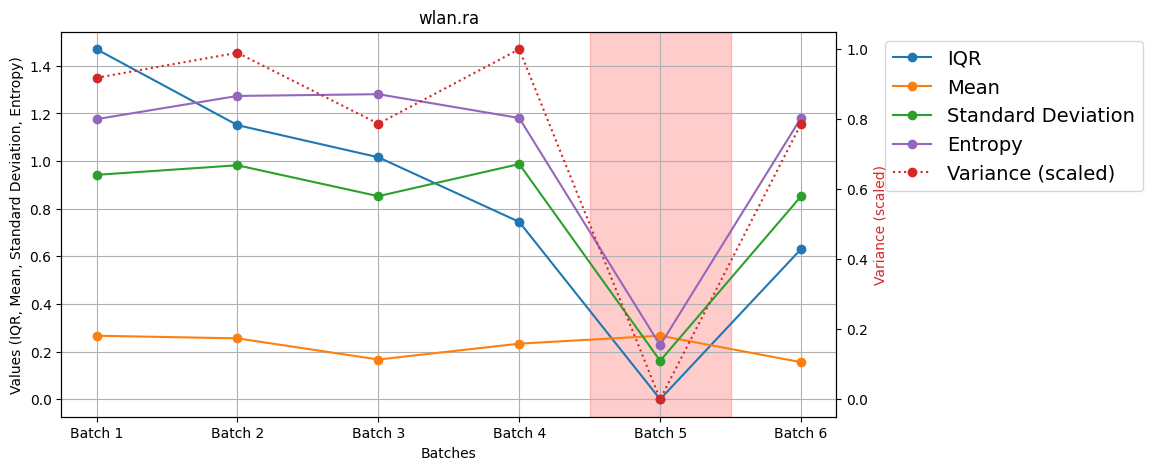 wlan.ra
Values (IQR, Mean, Standard Deviation, Entropy)
1.4
1.2
1.0
0.8
0.6
0.4
0.2
0.0
Batch 1 Batch 2 Batch 3 Batch 4 Batch 5 Batch 6
Batches
1.0
0.8
0.6
0.4
0.2
0.0
Variance (scaled)
IQR
Mean
Standard Deviation
Entropy
Variance (scaled)